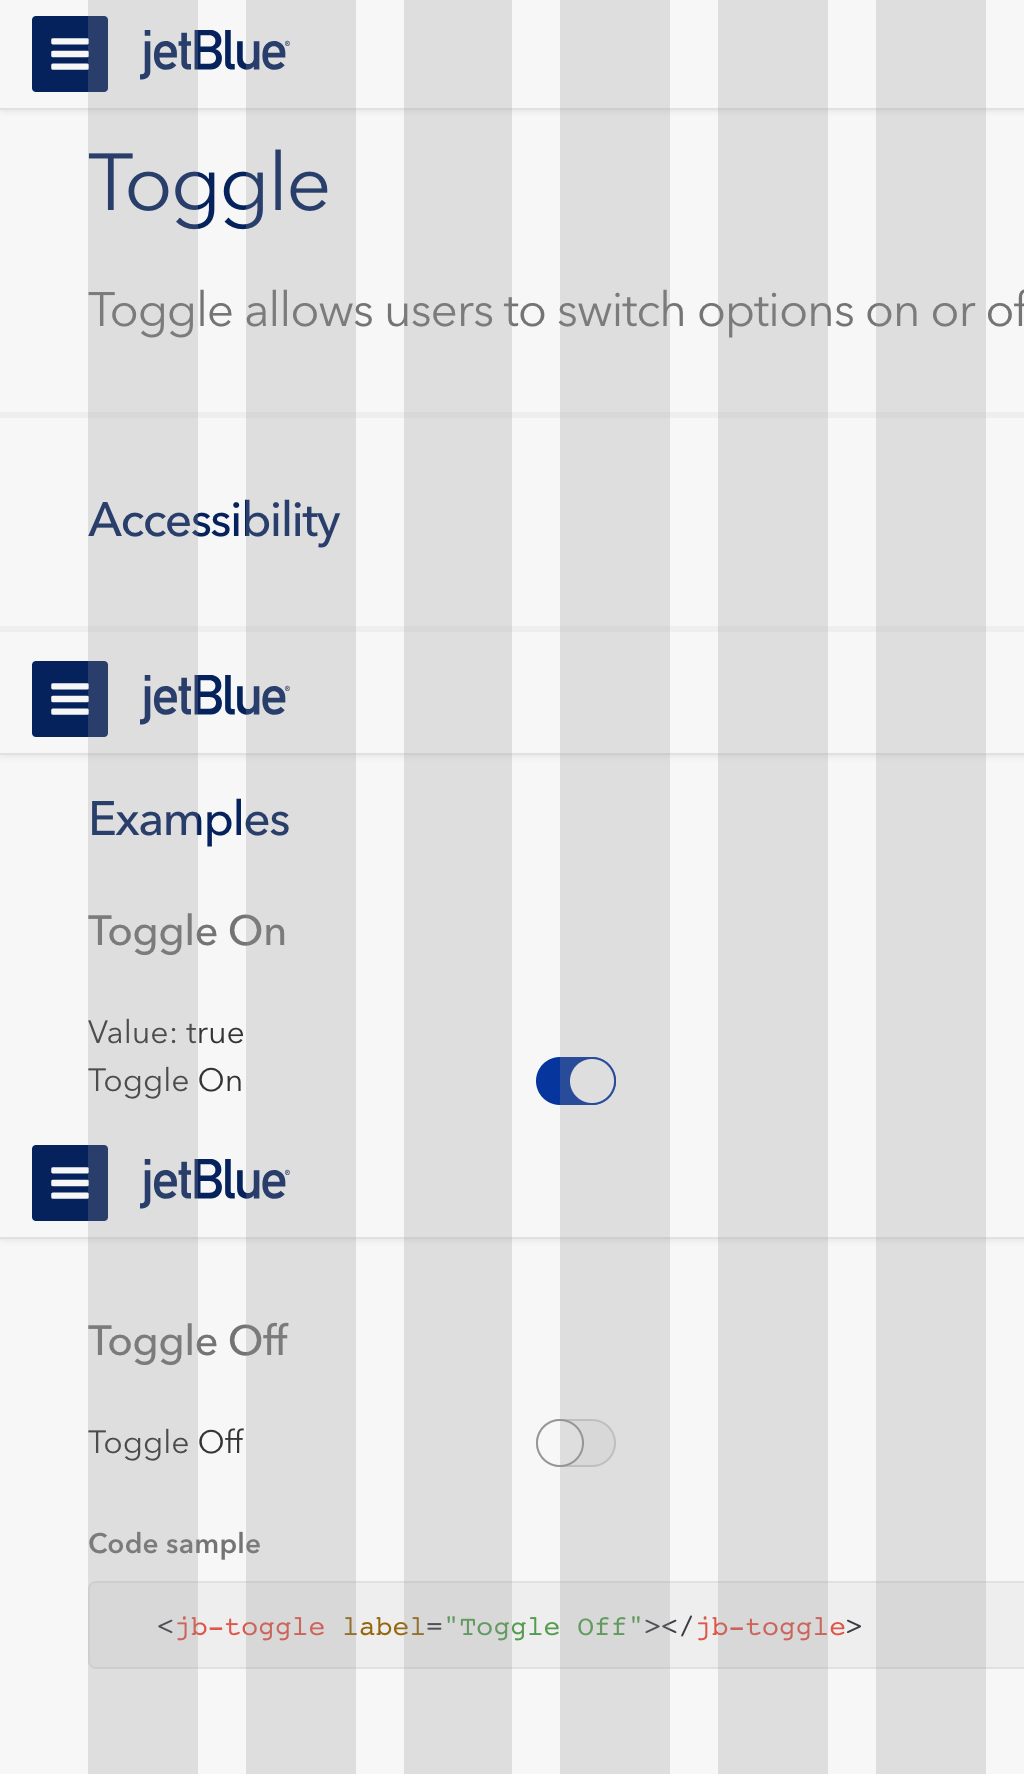 jetBlue®
Toggle
Toggle allows users to switch options on or of
Accessibility
jetBlue®
Examples
Toggle On
Value: true
Toggle On
jetBlue®
Toggle Off
Toggle Off
Code sample
<jb-toggle label="Toggle Off"></jb-toggle>